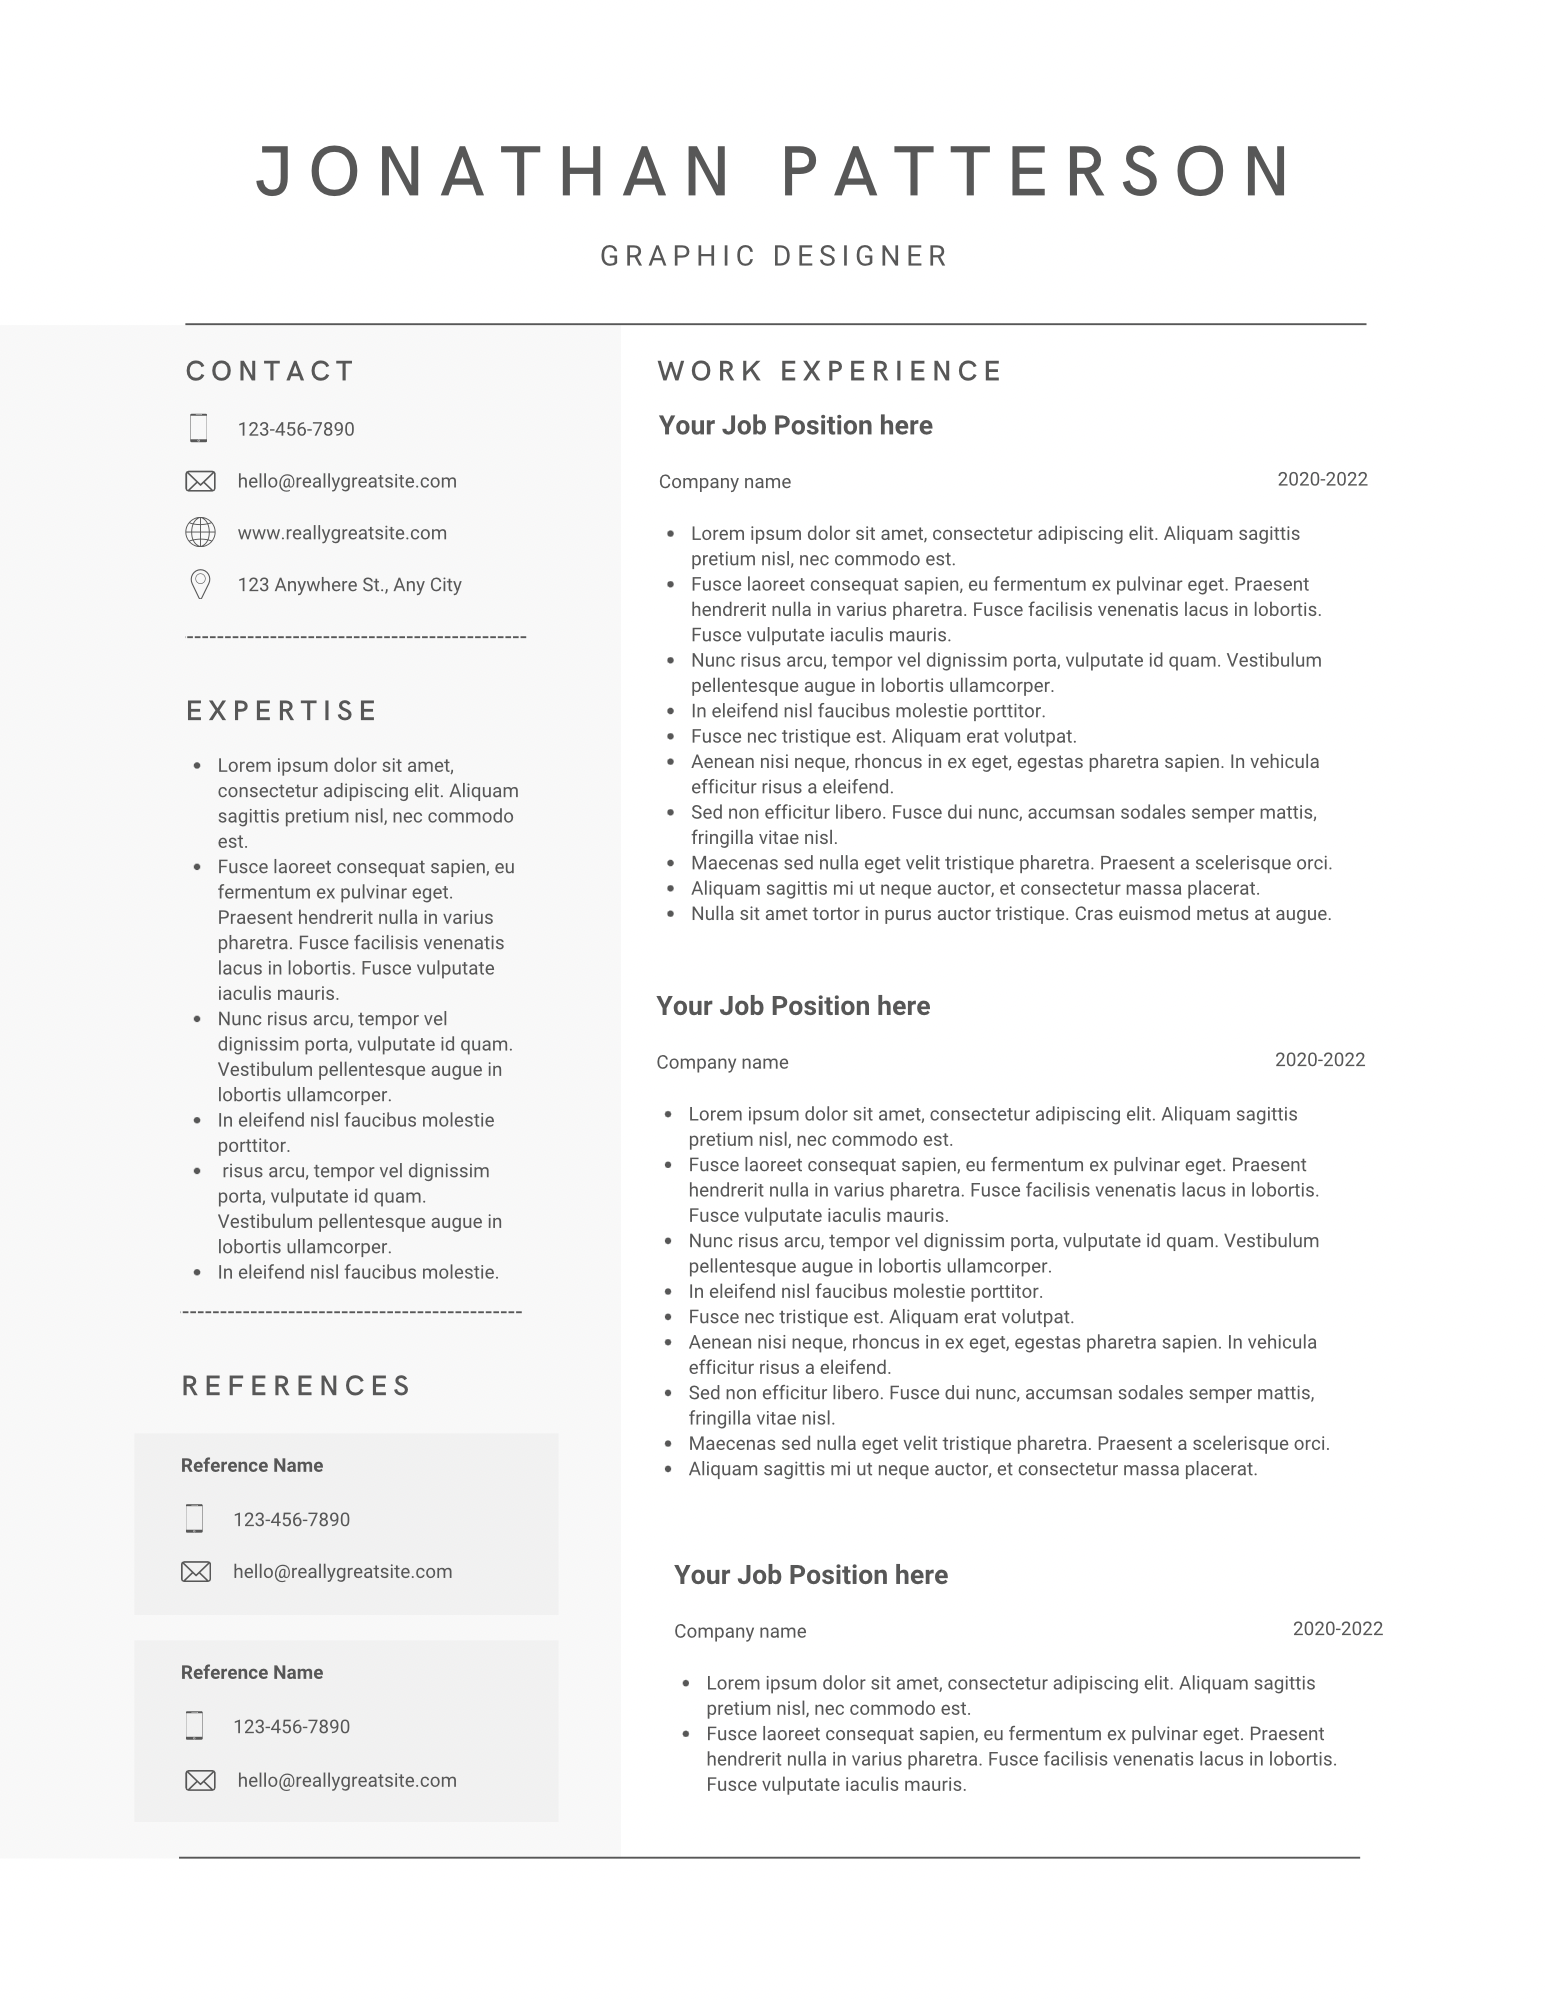 JONATHAN PATTERSON
GRAPHIC DESIGNER
CONTACT
123-456-7890
hello@reallygreatsite.com
www.reallygreatsite.com
123 Anywhere St., Any City
EXPERTISE
• Lorem ipsum dolor sit amet,
consectetur adipiscing elit. Aliquam
sagittis pretium nisl, nec commodo
est.
• Fusce laoreet consequat sapien, eu
fermentum ex pulvinar eget.
Praesent hendrerit nulla in varius
pharetra. Fusce facilisis venenatis
lacus in lobortis. Fusce vulputate
iaculis mauris.
• Nunc risus arcu, tempor vel
dignissim porta, vulputate id quam.
Vestibulum pellentesque augue in
lobortis ullamcorper.
• In eleifend nisl faucibus molestie
porttitor.
• risus arcu, tempor vel dignissim
porta, vulputate id quam.
Vestibulum pellentesque augue in
lobortis ullamcorper.
• In eleifend nisl faucibus molestie.
REFERENCES
Reference Name
123-456-7890
hello@reallygreatsite.com
Reference Name
123-456-7890
hello@reallygreatsite.com
WORK EXPERIENCE
Your Job Position here
Company name 2020-2022
• Lorem ipsum dolor sit amet, consectetur adipiscing elit. Aliquam sagittis
pretium nisl, nec commodo est.
• Fusce laoreet consequat sapien, eu fermentum ex pulvinar eget. Praesent
hendrerit nulla in varius pharetra. Fusce facilisis venenatis lacus in lobortis.
Fusce vulputate iaculis mauris.
• Nunc risus arcu, tempor vel dignissim porta, vulputate id quam. Vestibulum
pellentesque augue in lobortis ullamcorper.
• In eleifend nisl faucibus molestie porttitor.
• Fusce nec tristique est. Aliquam erat volutpat.
• Aenean nisi neque, rhoncus in ex eget, egestas pharetra sapien. In vehicula
efficitur risus a eleifend.
• Sed non efficitur libero. Fusce dui nunc, accumsan sodales semper mattis,
fringilla vitae nisl.
• Maecenas sed nulla eget velit tristique pharetra. Praesent a scelerisque orci.
• Aliquam sagittis mi ut neque auctor, et consectetur massa placerat.
• Nulla sit amet tortor in purus auctor tristique. Cras euismod metus at augue.
Your Job Position here
Company name 2020-2022
• Lorem ipsum dolor sit amet, consectetur adipiscing elit. Aliquam sagittis
pretium nisl, nec commodo est.
• Fusce laoreet consequat sapien, eu fermentum ex pulvinar eget. Praesent
hendrerit nulla in varius pharetra. Fusce facilisis venenatis lacus in lobortis.
Fusce vulputate iaculis mauris.
• Nunc risus arcu, tempor vel dignissim porta, vulputate id quam. Vestibulum
pellentesque augue in lobortis ullamcorper.
• In eleifend nisl faucibus molestie porttitor.
• Fusce nec tristique est. Aliquam erat volutpat.
• Aenean nisi neque, rhoncus in ex eget, egestas pharetra sapien. In vehicula
efficitur risus a eleifend.
• Sed non efficitur libero. Fusce dui nunc, accumsan sodales semper mattis,
fringilla vitae nisl.
• Maecenas sed nulla eget velit tristique pharetra. Praesent a scelerisque orci.
• Aliquam sagittis mi ut neque auctor, et consectetur massa placerat.
Your Job Position here
Company name 2020-2022
• Lorem ipsum dolor sit amet, consectetur adipiscing elit. Aliquam sagittis
pretium nisl, nec commodo est.
• Fusce laoreet consequat sapien, eu fermentum ex pulvinar eget. Praesent
hendrerit nulla in varius pharetra. Fusce facilisis venenatis lacus in lobortis.
Fusce vulputate iaculis mauris.